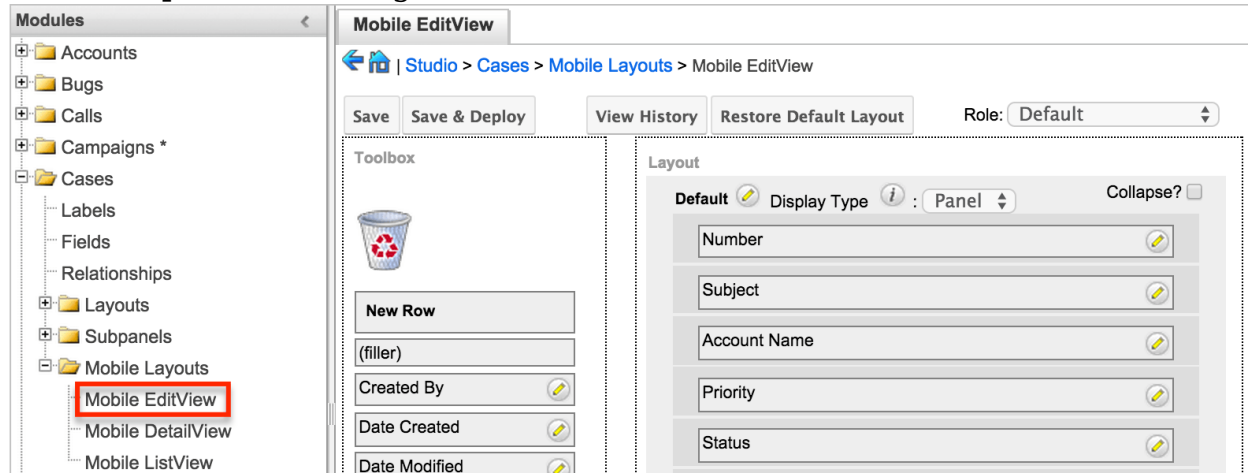 Modules
Accounts
Bugs
Calls
Campaigns *
Cases
Labels
Fields
Relationships
Layouts
Subpanels
Mobile Layouts
Mobile EditView
Mobile DetailView
Mobile ListView
Mobile EditView
| Studio > Cases > Mobile Layouts > Mobile EditView
Save Save & Deploy View History Restore Default Layout Role: Default
Toolbox
New Row
(filler)
Created By
Date Created
Date Modified
Layout
Default Display Type i : Panel Collapse?
Number
Subject
Account Name
Priority
Status